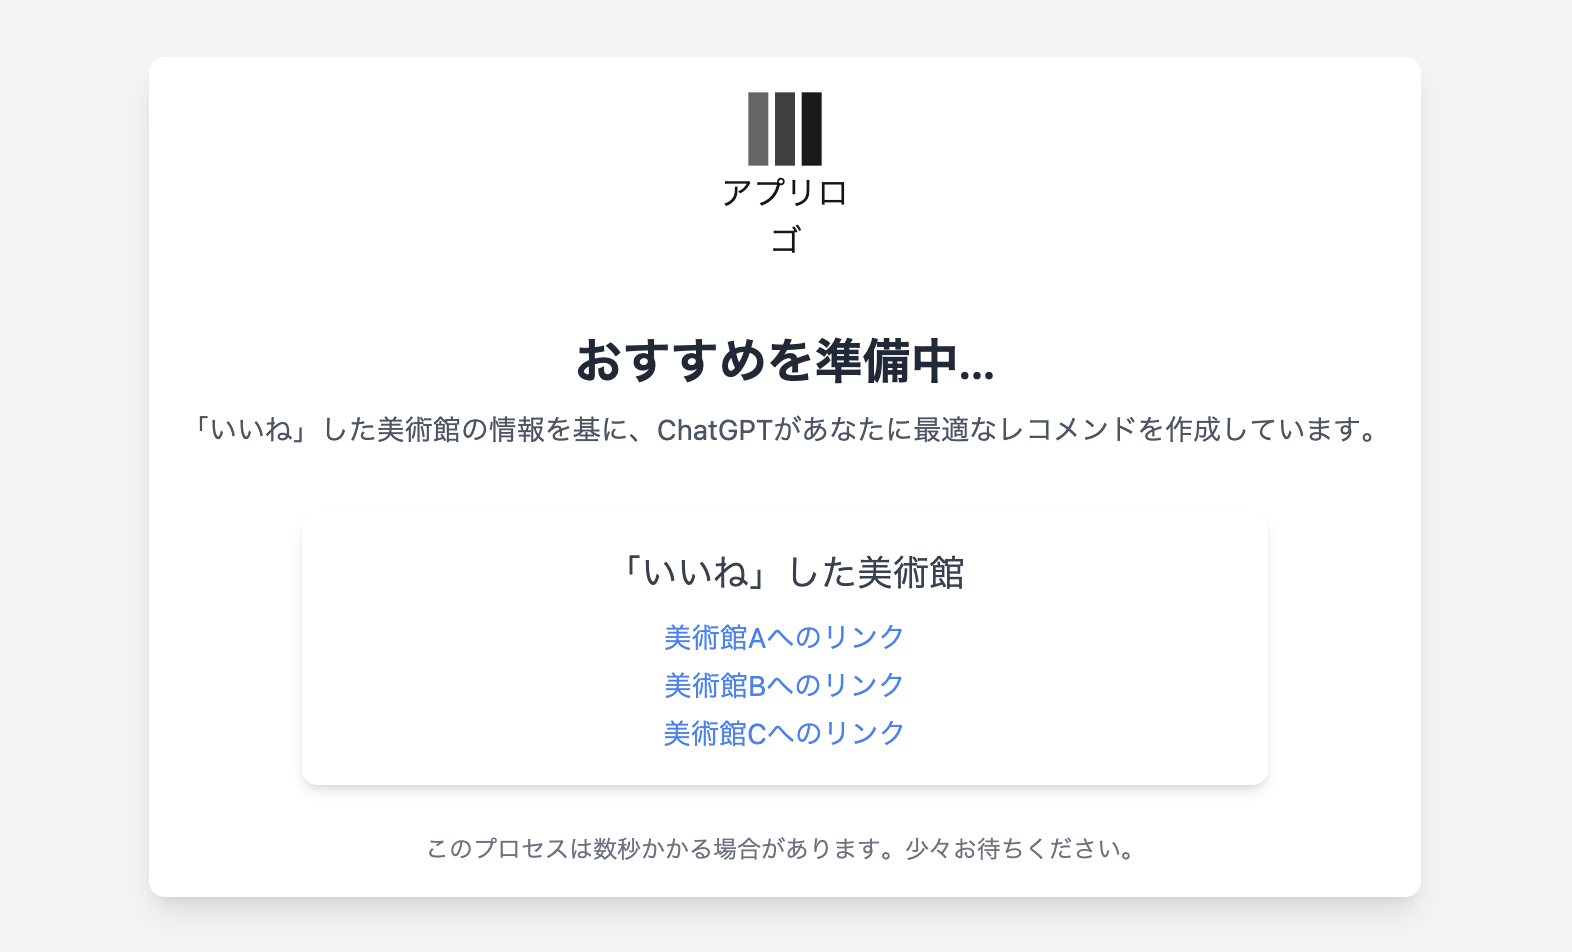 アプリロ
ゴ
おすすめを準備中...
「いいね」した美術館の情報を基に、ChatGPTがあなたに最適なレコメンドを作成しています。
「いいね」した美術館
美術館Aへのリンク
美術館Bへのリンク
美術館Cへのリンク
このプロセスは数秒かかる場合があります。少々お待ちください。